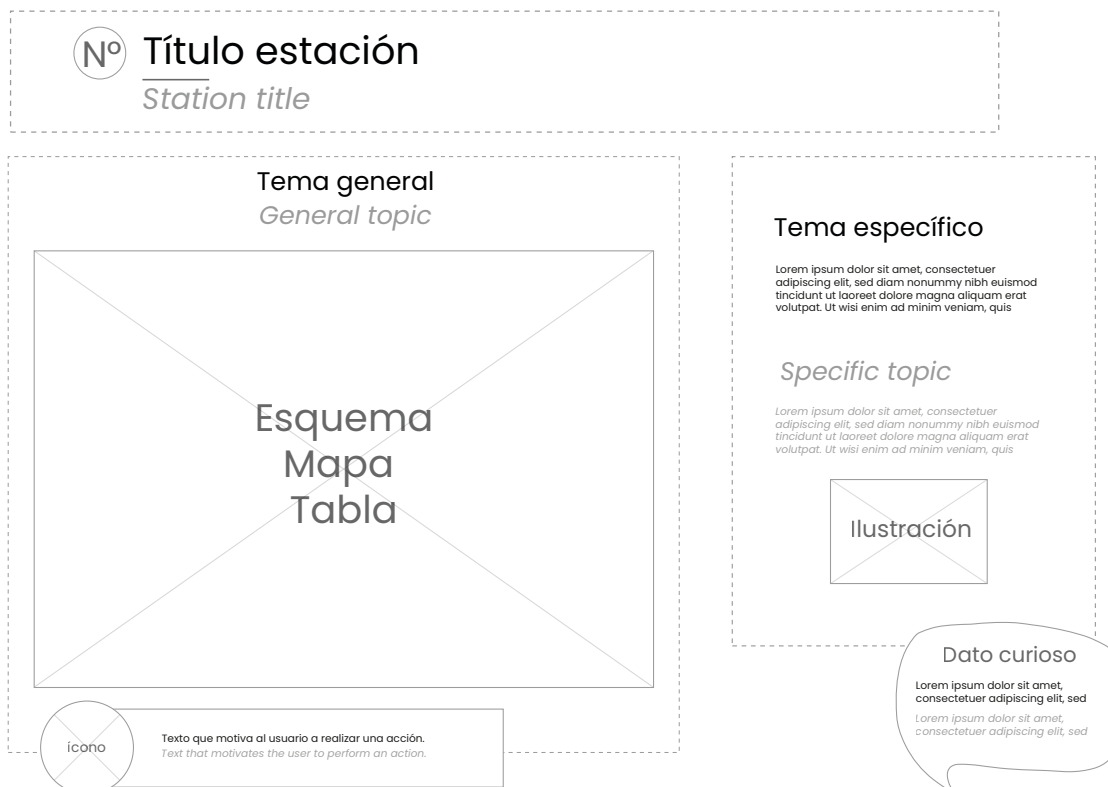 Nº
Título estación
Station title
Tema general
General topic
Esquema
Mapa
Tabla
ícono
Texto que motiva al usuario a realizar una acción.
Text that motivates the user to perform an action.
Tema específico
Lorem ipsum dolor sit amet, consectetuer
adipiscing elit, sed diam nonummy nibh euismod
tincidunt ut laoreet dolore magna aliquam erat
volutpat. Ut wisi enim ad minim veniam, quis
Specific topic
Lorem ipsum dolor sit amet, consectetuer
adipiscing elit, sed diam nonummy nibh euismod
tincidunt ut laoreet dolore magna aliquam erat
volutpat. Ut wisi enim ad minim veniam, quis
Ilustración
Dato curioso
Lorem ipsum dolor sit amet,
consectetuer adipiscing elit, sed
Lorem ipsum dolor sit amet,
consectetuer adipiscing elit, sed